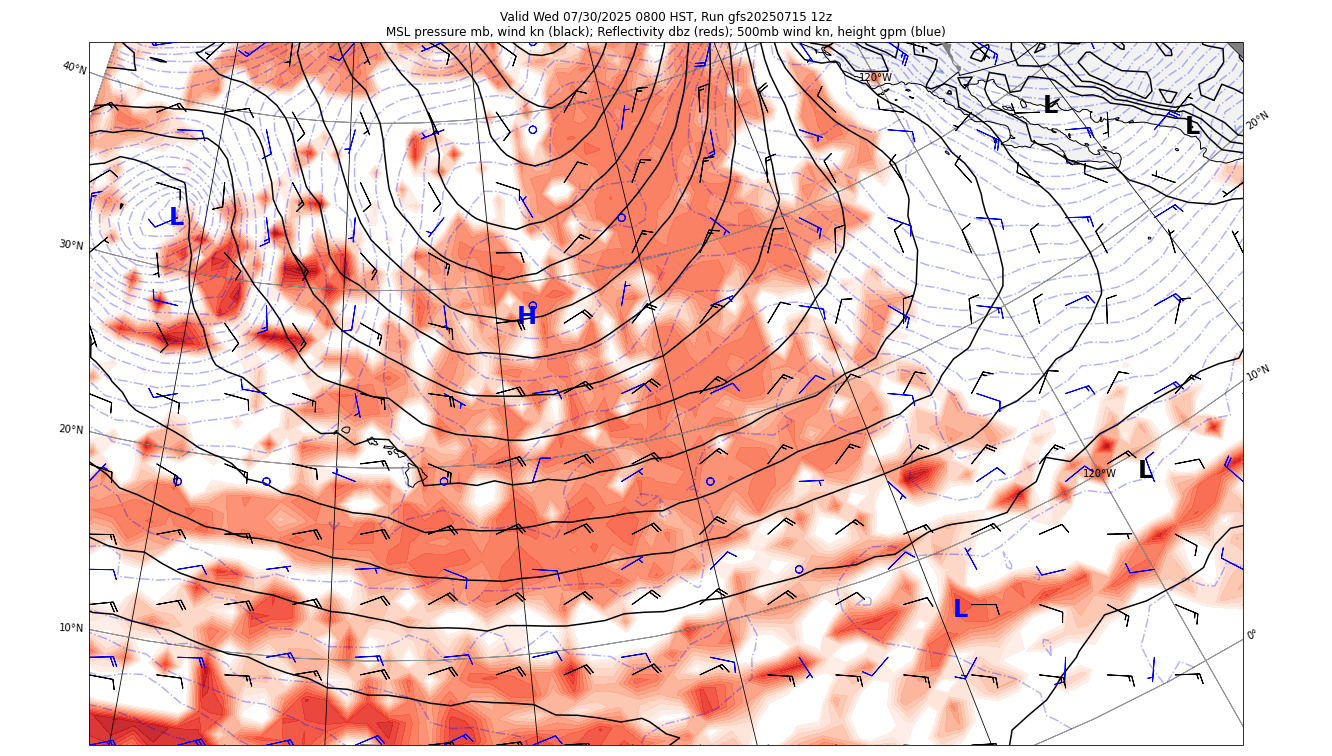 Valid Wed 07/30/2025 0800 HST, Run gfs20250715 12z
MSL pressure mb, wind kn (black); Reflectivity dbz (reds); 500mb wind kn, height gpm (blue)
40°N
120°W
L
L
20°N
L
30°N
H
10°N
20°N
120°W
L
L
10°N
0°